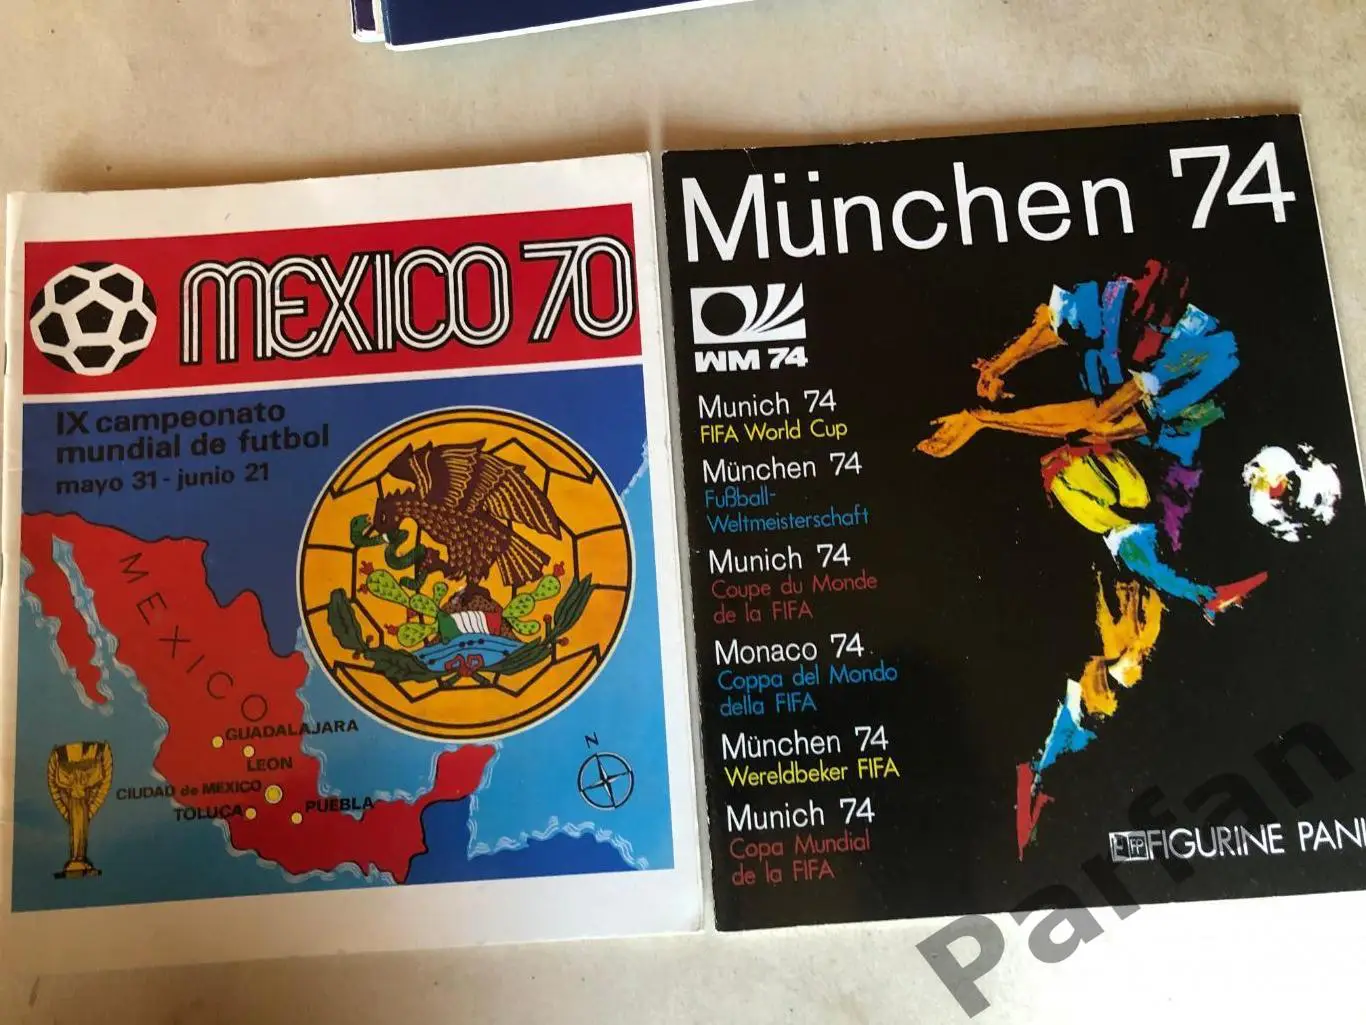 MEXICO 70
IX campeonato
mundial de futbol
mayo 31 - junio 21
MEXICO
GUADALAJARA
LEON
CIUDAD de MEXICO
TOLUCA
PUEBLA
N
München 74
WM 74
Munich 74
FIFA World Cup
München 74
Fußball-
Weltmeisterschaft
Munich 74
Coupe du Monde
de la FIFA
Monaco 74
Coppa del Mondo
della FIFA
München 74
Wereldbeker FIFA
Munich 74
Copa Mundial
de la FIFA
FP FIGURINE PANI
Parfan